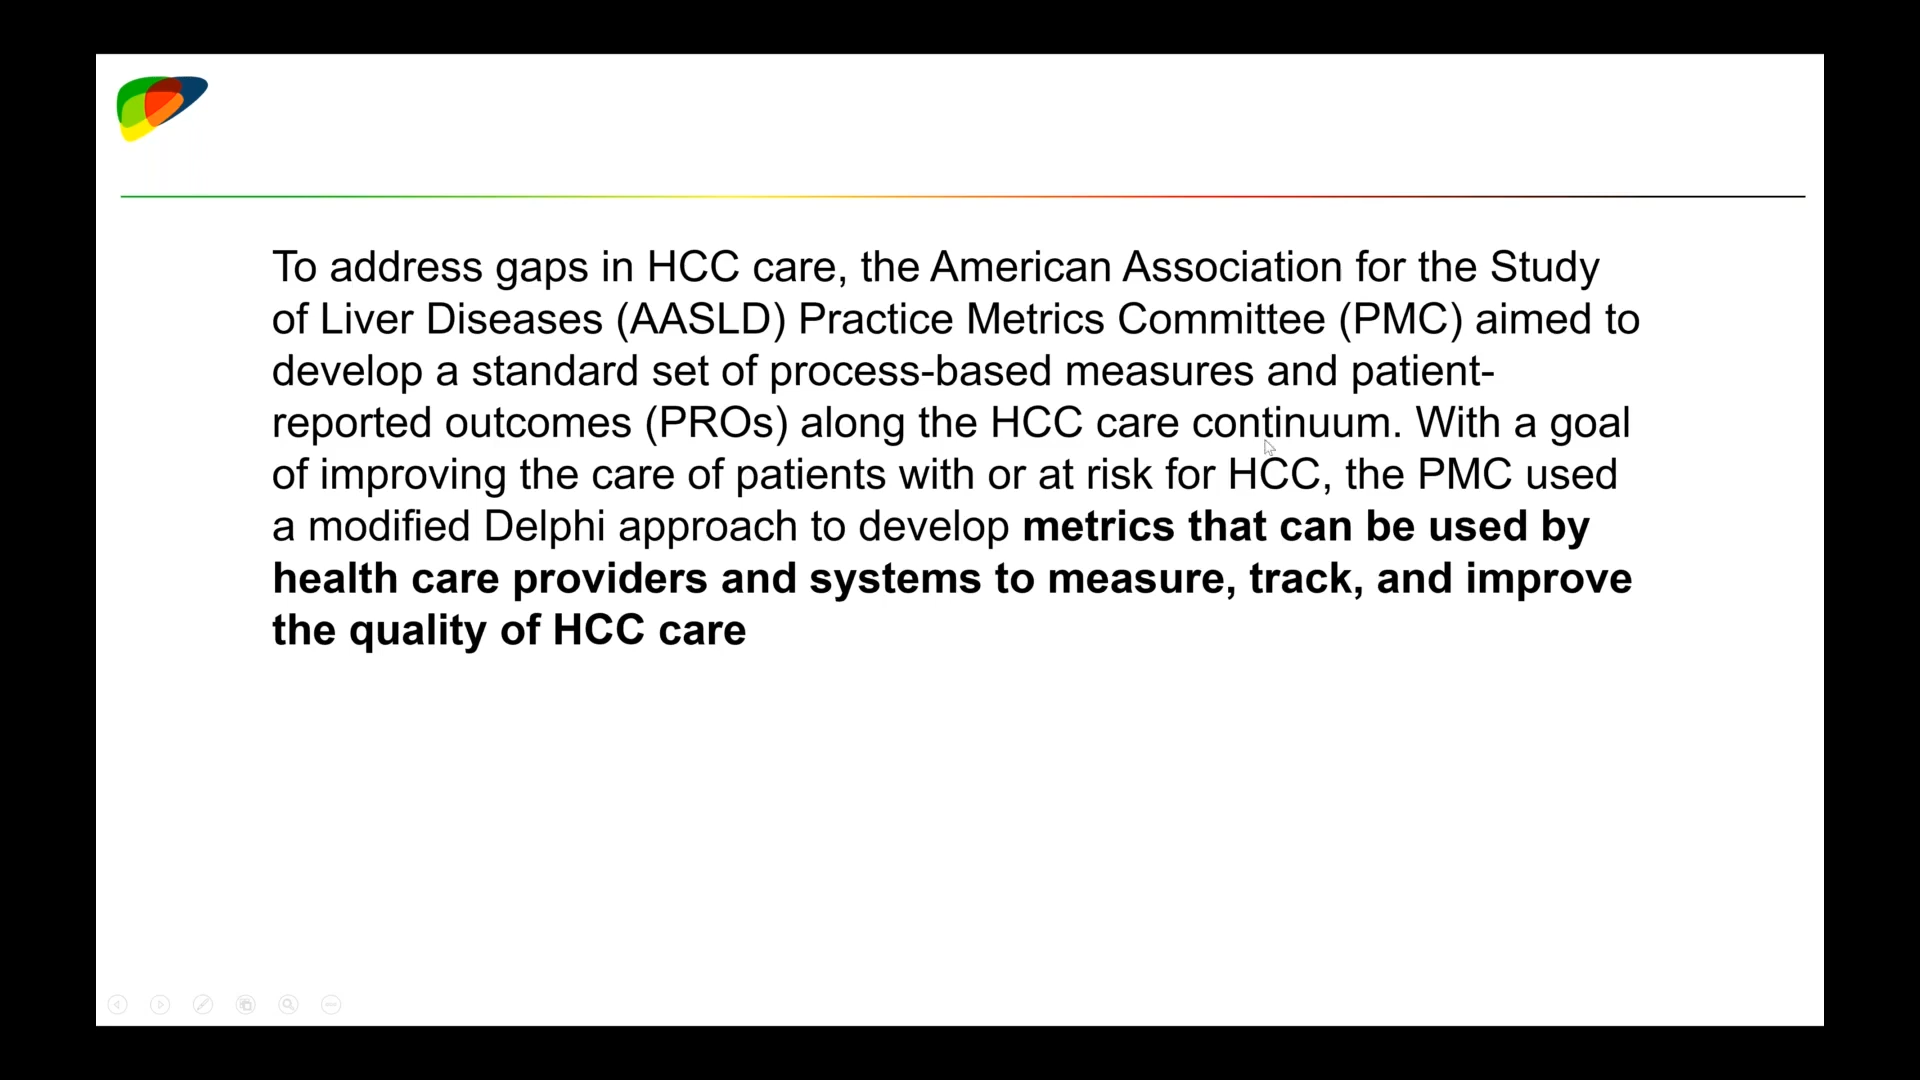 To address gaps in HCC care, the American Association for the Study
of Liver Diseases (AASLD) Practice Metrics Committee (PMC) aimed to
develop a standard set of process-based measures and patient-
reported outcomes (PROs) along the HCC care continuum. With a goal
of improving the care of patients with or at risk for HCC, the PMC used
a modified Delphi approach to develop metrics that can be used by
health care providers and systems to measure, track, and improve
the quality of HCC care